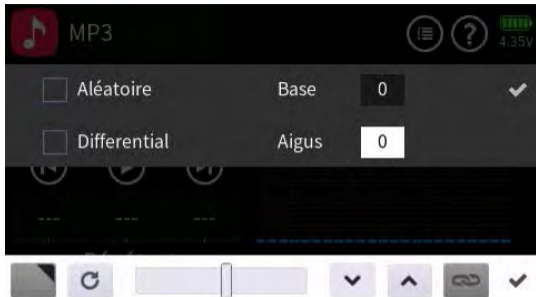 MP3
? 4.35V
Aléatoire Base 0
Differential Aigus 0
--- --- ---